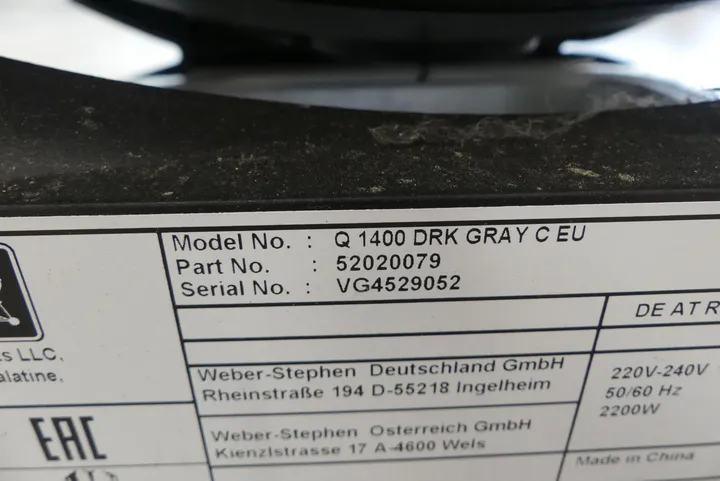 Model No. : Q 1400 DRK GRAY C EU
Part No. : 52020079
Serial No. : VG4529052
DE AT R
LLC,
Weber-Stephen Deutschland GmbH
Rheinstraße 194 D-55218 Ingelheim
220V-240V
50/60 Hz
2200W
EAC
Weber-Stephen Osterreich GmbH
Kienzlstrasse 17 A-4600 Wels
Made in China